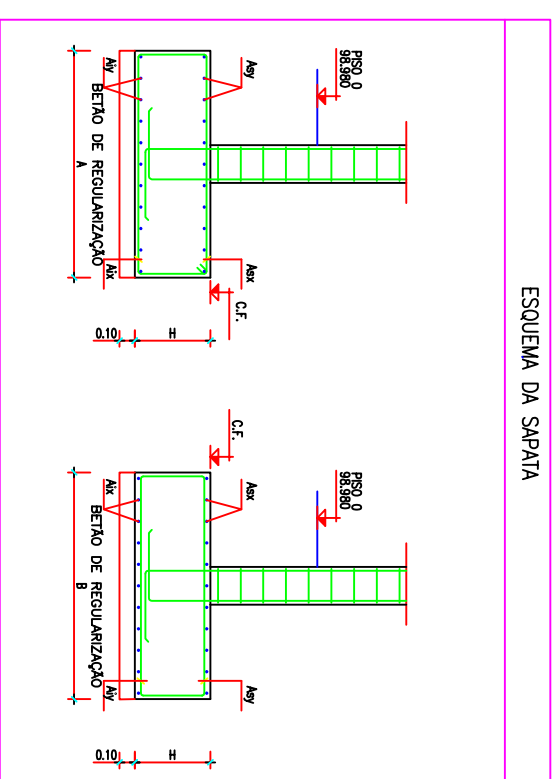 ESQUEMA DA SAPATA
PISO 0
98.980
Asy
Asx
C.F.
Aiy
Aix
BETÃO DE REGULARIZAÇÃO
A
H
0.10
PISO 0
98.980
C.F.
Asx
Asy
Aix
Aiy
BETÃO DE REGULARIZAÇÃO
B
H
0.10